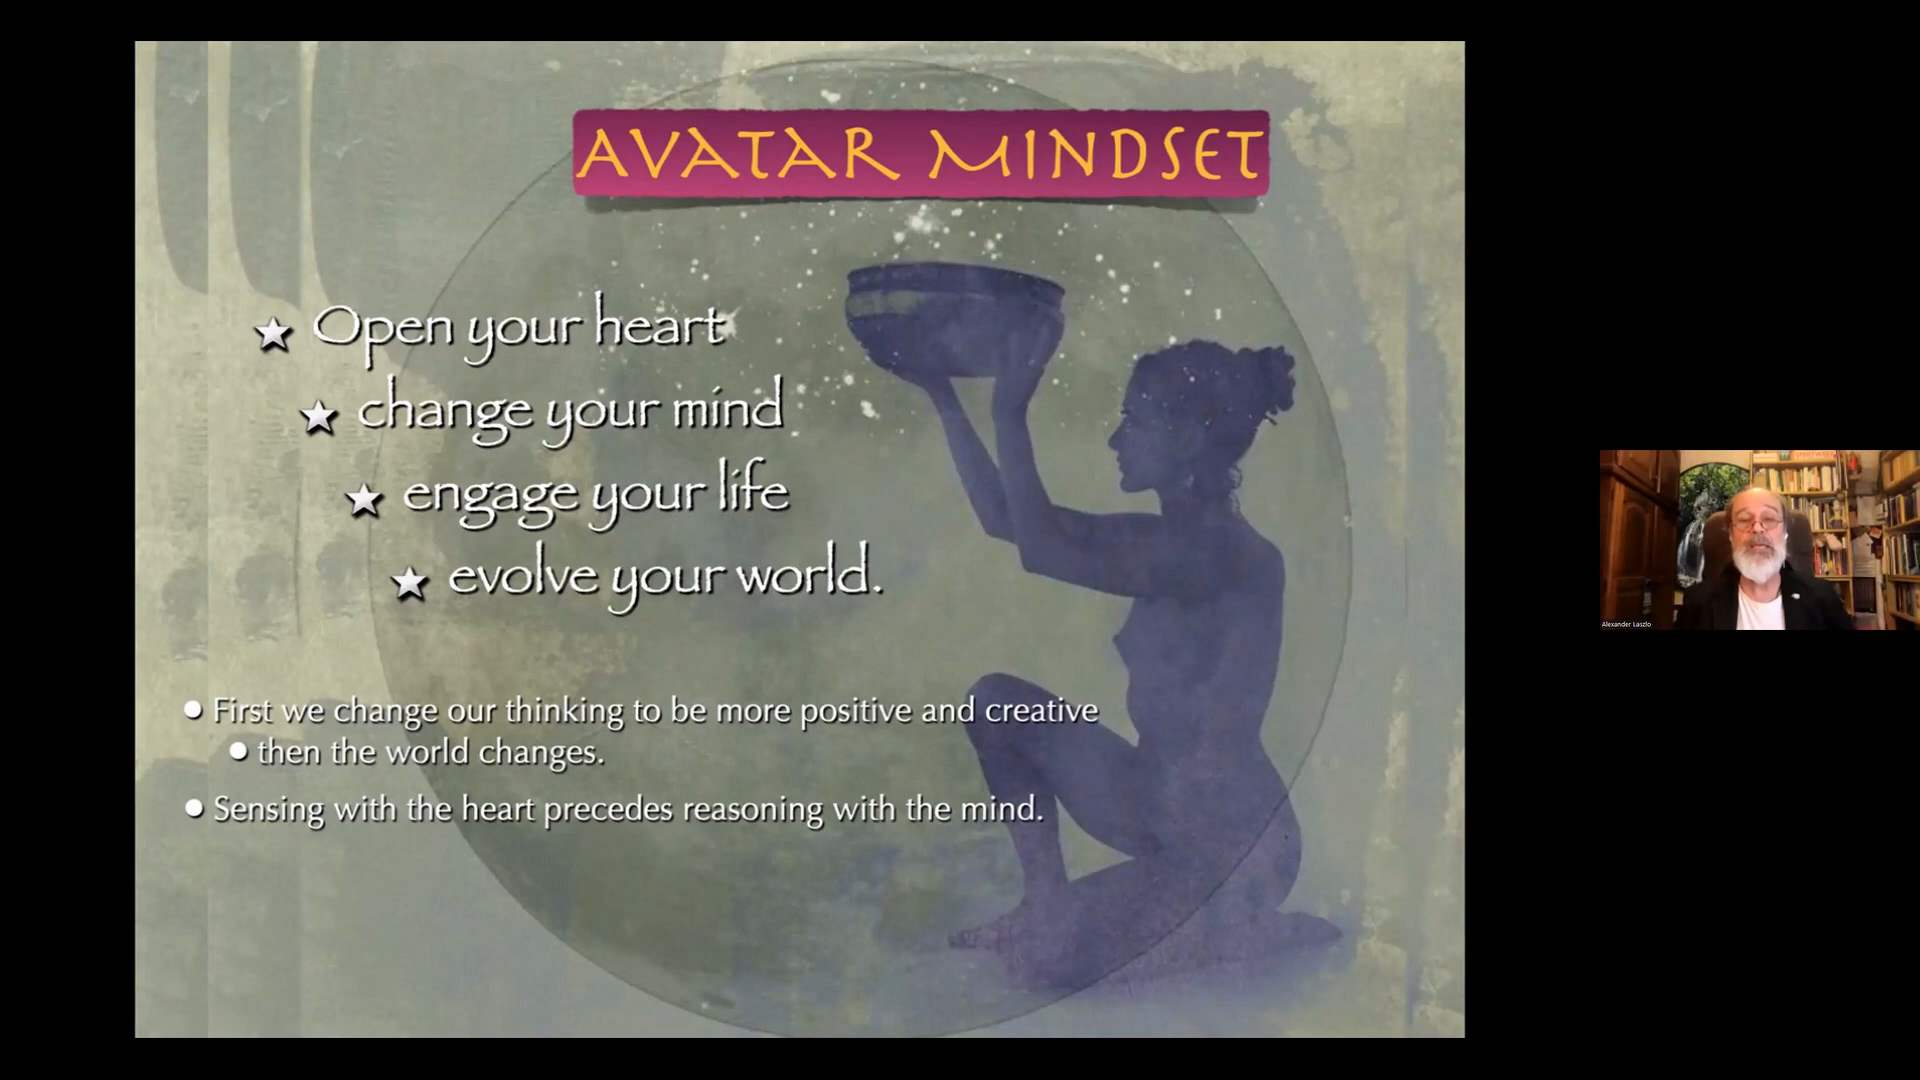 AVATAR MINDSET
Open your heart
change your mind
engage your life
evolve your world.
First we change our thinking to be more positive and creative
then the world changes.
Sensing with the heart precedes reasoning with the mind.
Alexander Laszlo